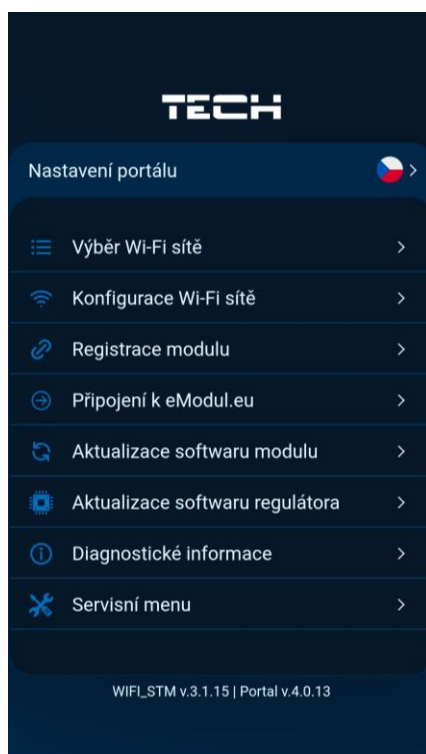 TECH
Nastavení portálu
Výběr Wi-Fi sítě
Konfigurace Wi-Fi sítě
Registrace modulu
Připojení k eModul.eu
Aktualizace softwaru modulu
Aktualizace softwaru regulátora
Diagnostické informace
Servisní menu
WIFI_STM v.3.1.15 | Portal v.4.0.13